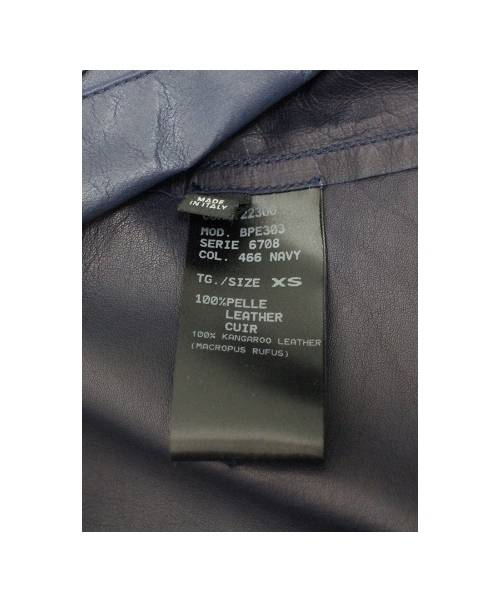 MADE
IN ITALY
22300
MOD. BPE303
SERIE 6708
COL. 466 NAVY
TG./SIZE XS
100%PELLE
LEATHER
CUIR
100% KANGAROO LEATHER
(MACROPUS RUFUS)